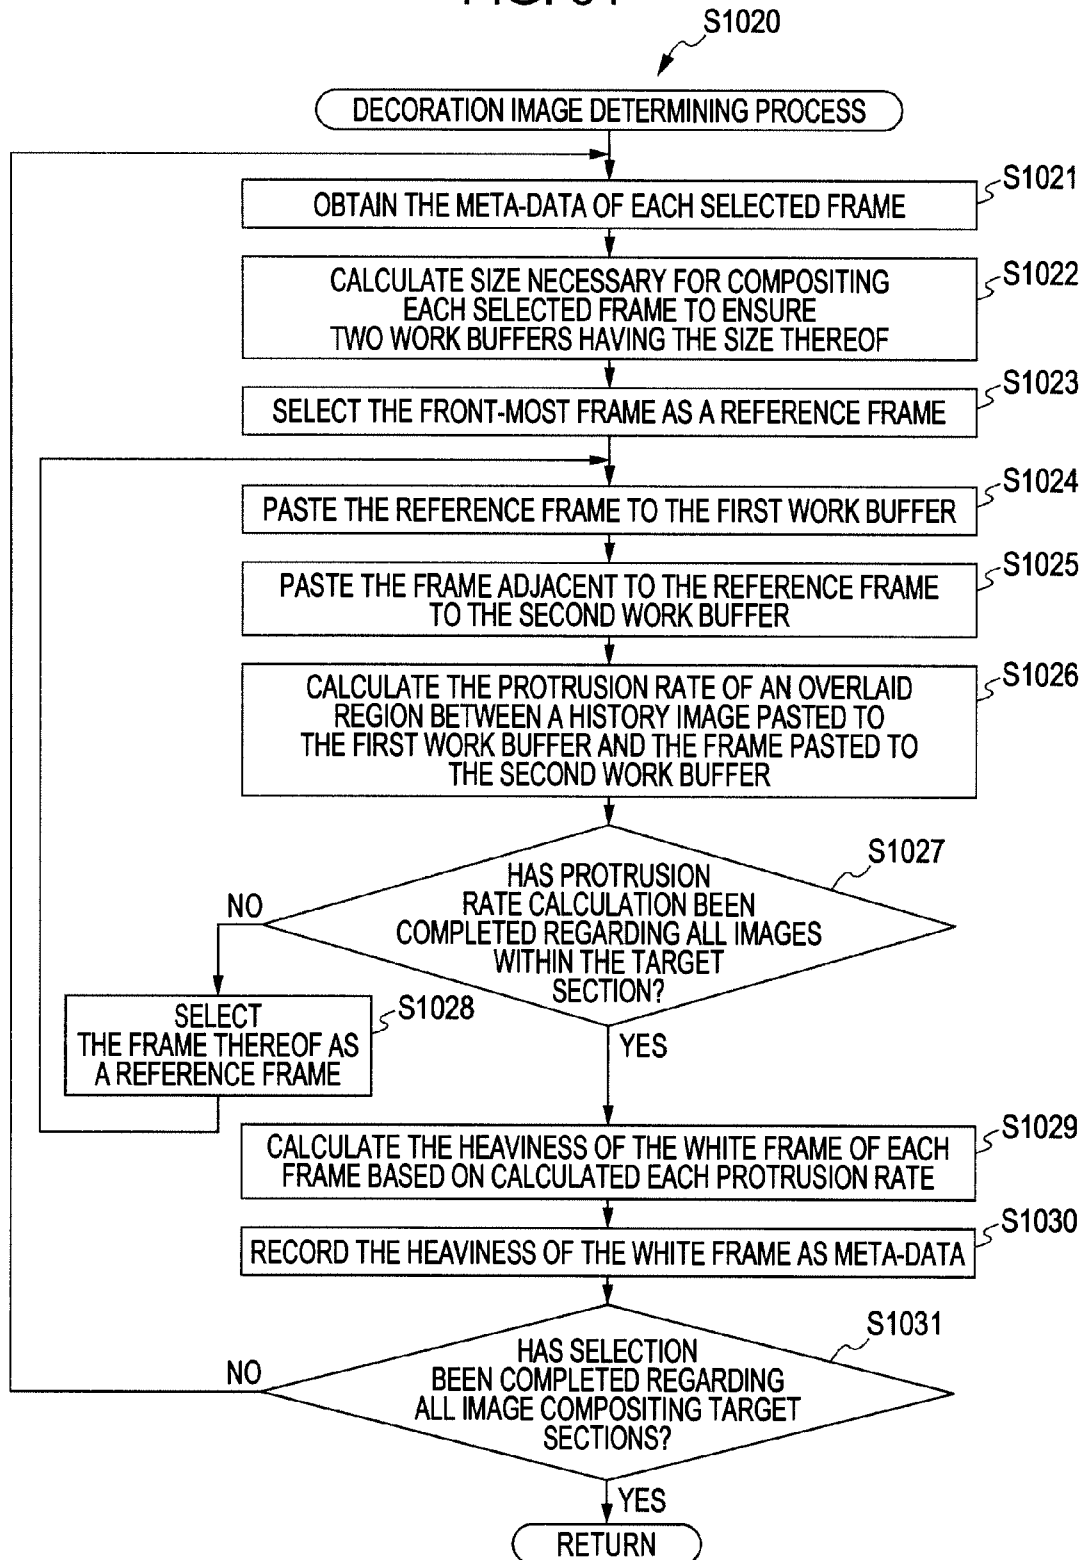 S1020
DECORATION IMAGE DETERMINING PROCESS
S1021
OBTAIN THE META-DATA OF EACH SELECTED FRAME
S1022
CALCULATE SIZE NECESSARY FOR COMPOSITING
EACH SELECTED FRAME TO ENSURE
TWO WORK BUFFERS HAVING THE SIZE THEREOF
S1023
SELECT THE FRONT-MOST FRAME AS A REFERENCE FRAME
S1024
PASTE THE REFERENCE FRAME TO THE FIRST WORK BUFFER
S1025
PASTE THE FRAME ADJACENT TO THE REFERENCE FRAME
TO THE SECOND WORK BUFFER
S1026
CALCULATE THE PROTRUSION RATE OF AN OVERLAID
REGION BETWEEN A HISTORY IMAGE PASTED TO
THE FIRST WORK BUFFER AND THE FRAME PASTED TO
THE SECOND WORK BUFFER
S1027
HAS PROTRUSION
RATE CALCULATION BEEN
COMPLETED REGARDING ALL IMAGES
WITHIN THE TARGET
SECTION?
NO
S1028
SELECT
THE FRAME THEREOF AS
A REFERENCE FRAME
YES
S1029
CALCULATE THE HEAVINESS OF THE WHITE FRAME OF EACH
FRAME BASED ON CALCULATED EACH PROTRUSION RATE
S1030
RECORD THE HEAVINESS OF THE WHITE FRAME AS META-DATA
S1031
HAS SELECTION
BEEN COMPLETED REGARDING
ALL IMAGE COMPOSITING TARGET
SECTIONS?
NO
YES
RETURN